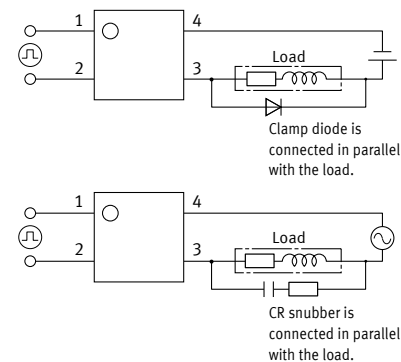 1
4
Load
2
3
Clamp diode is
connected in parallel
with the load.
1
4
Load
2
3
CR snubber is
connected in parallel
with the load.